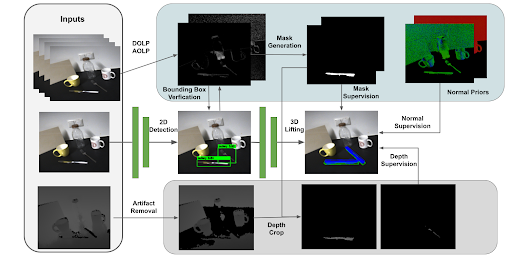 Inputs
DOLP
AOLP
Mask
Generation
Bounding Box
Verfication
Mask
Supervision
Normal Priors
2D
Detection
3D
Lifting
Normal
Supervision
Depth
Supervision
Artifact
Removal
Depth
Crop